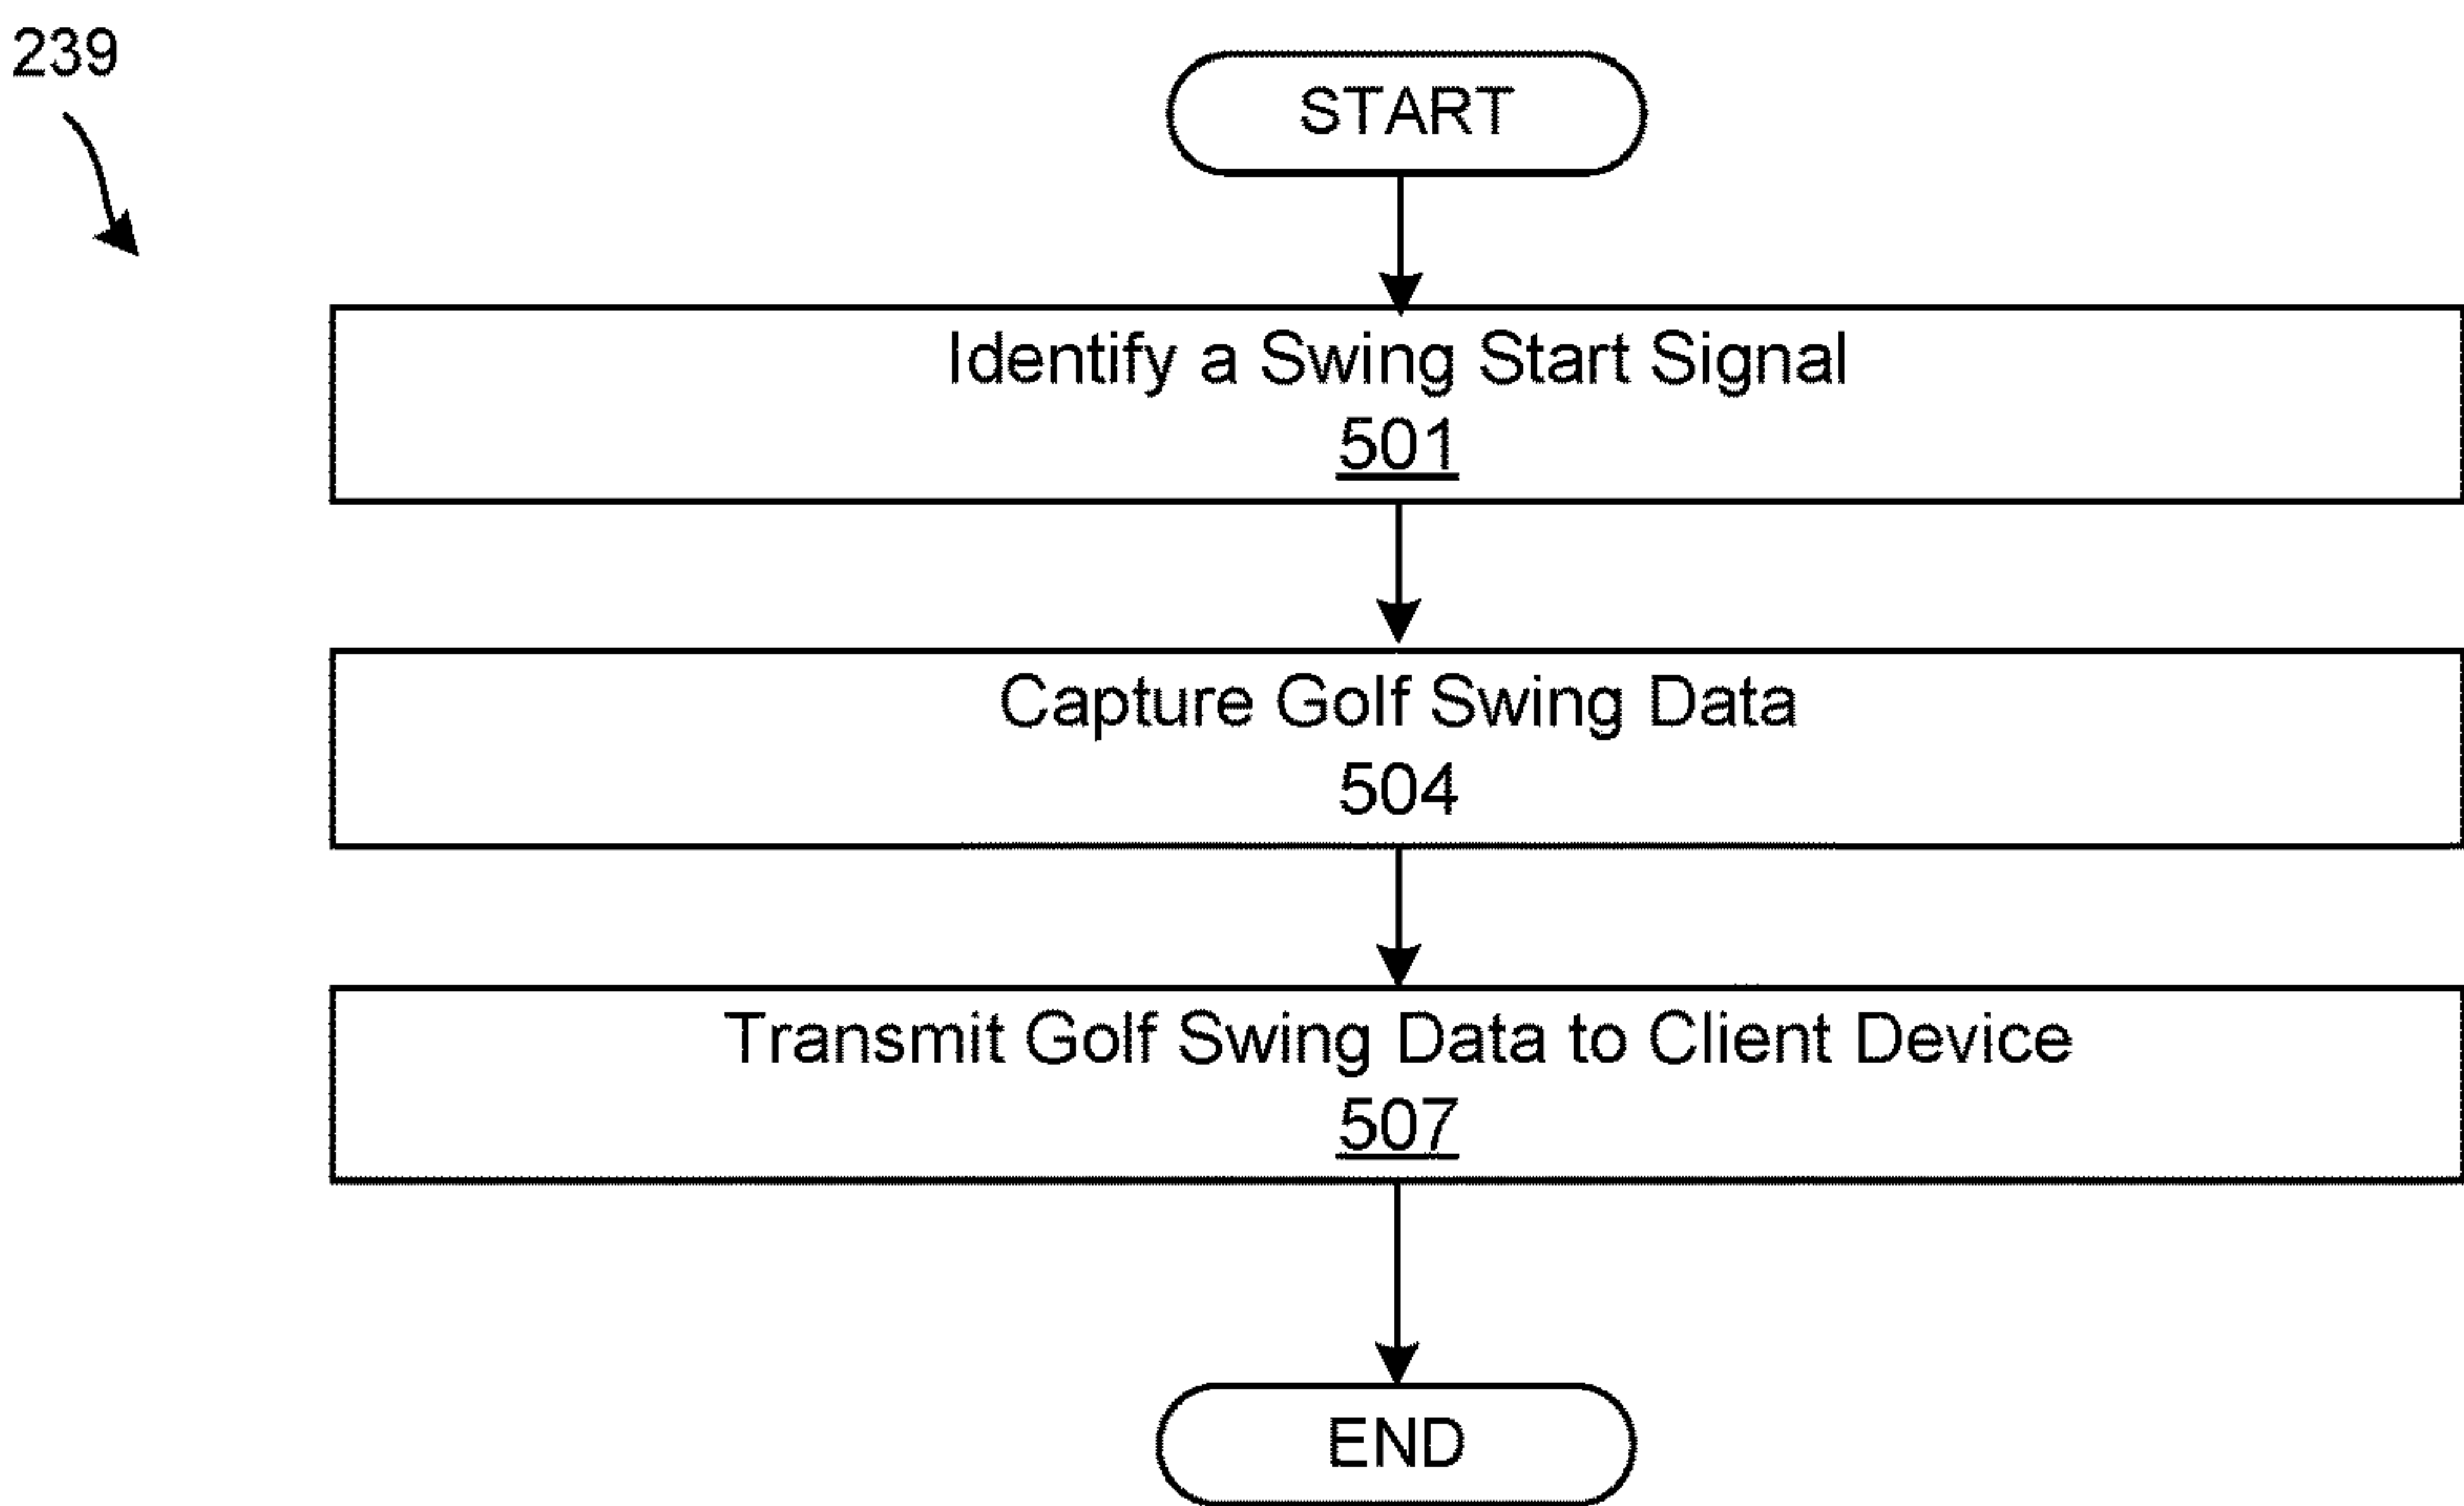 239
START
Identify a Swing Start Signal
501
Capture Golf Swing Data
504
Transmit Golf Swing Data to Client Device
507
END